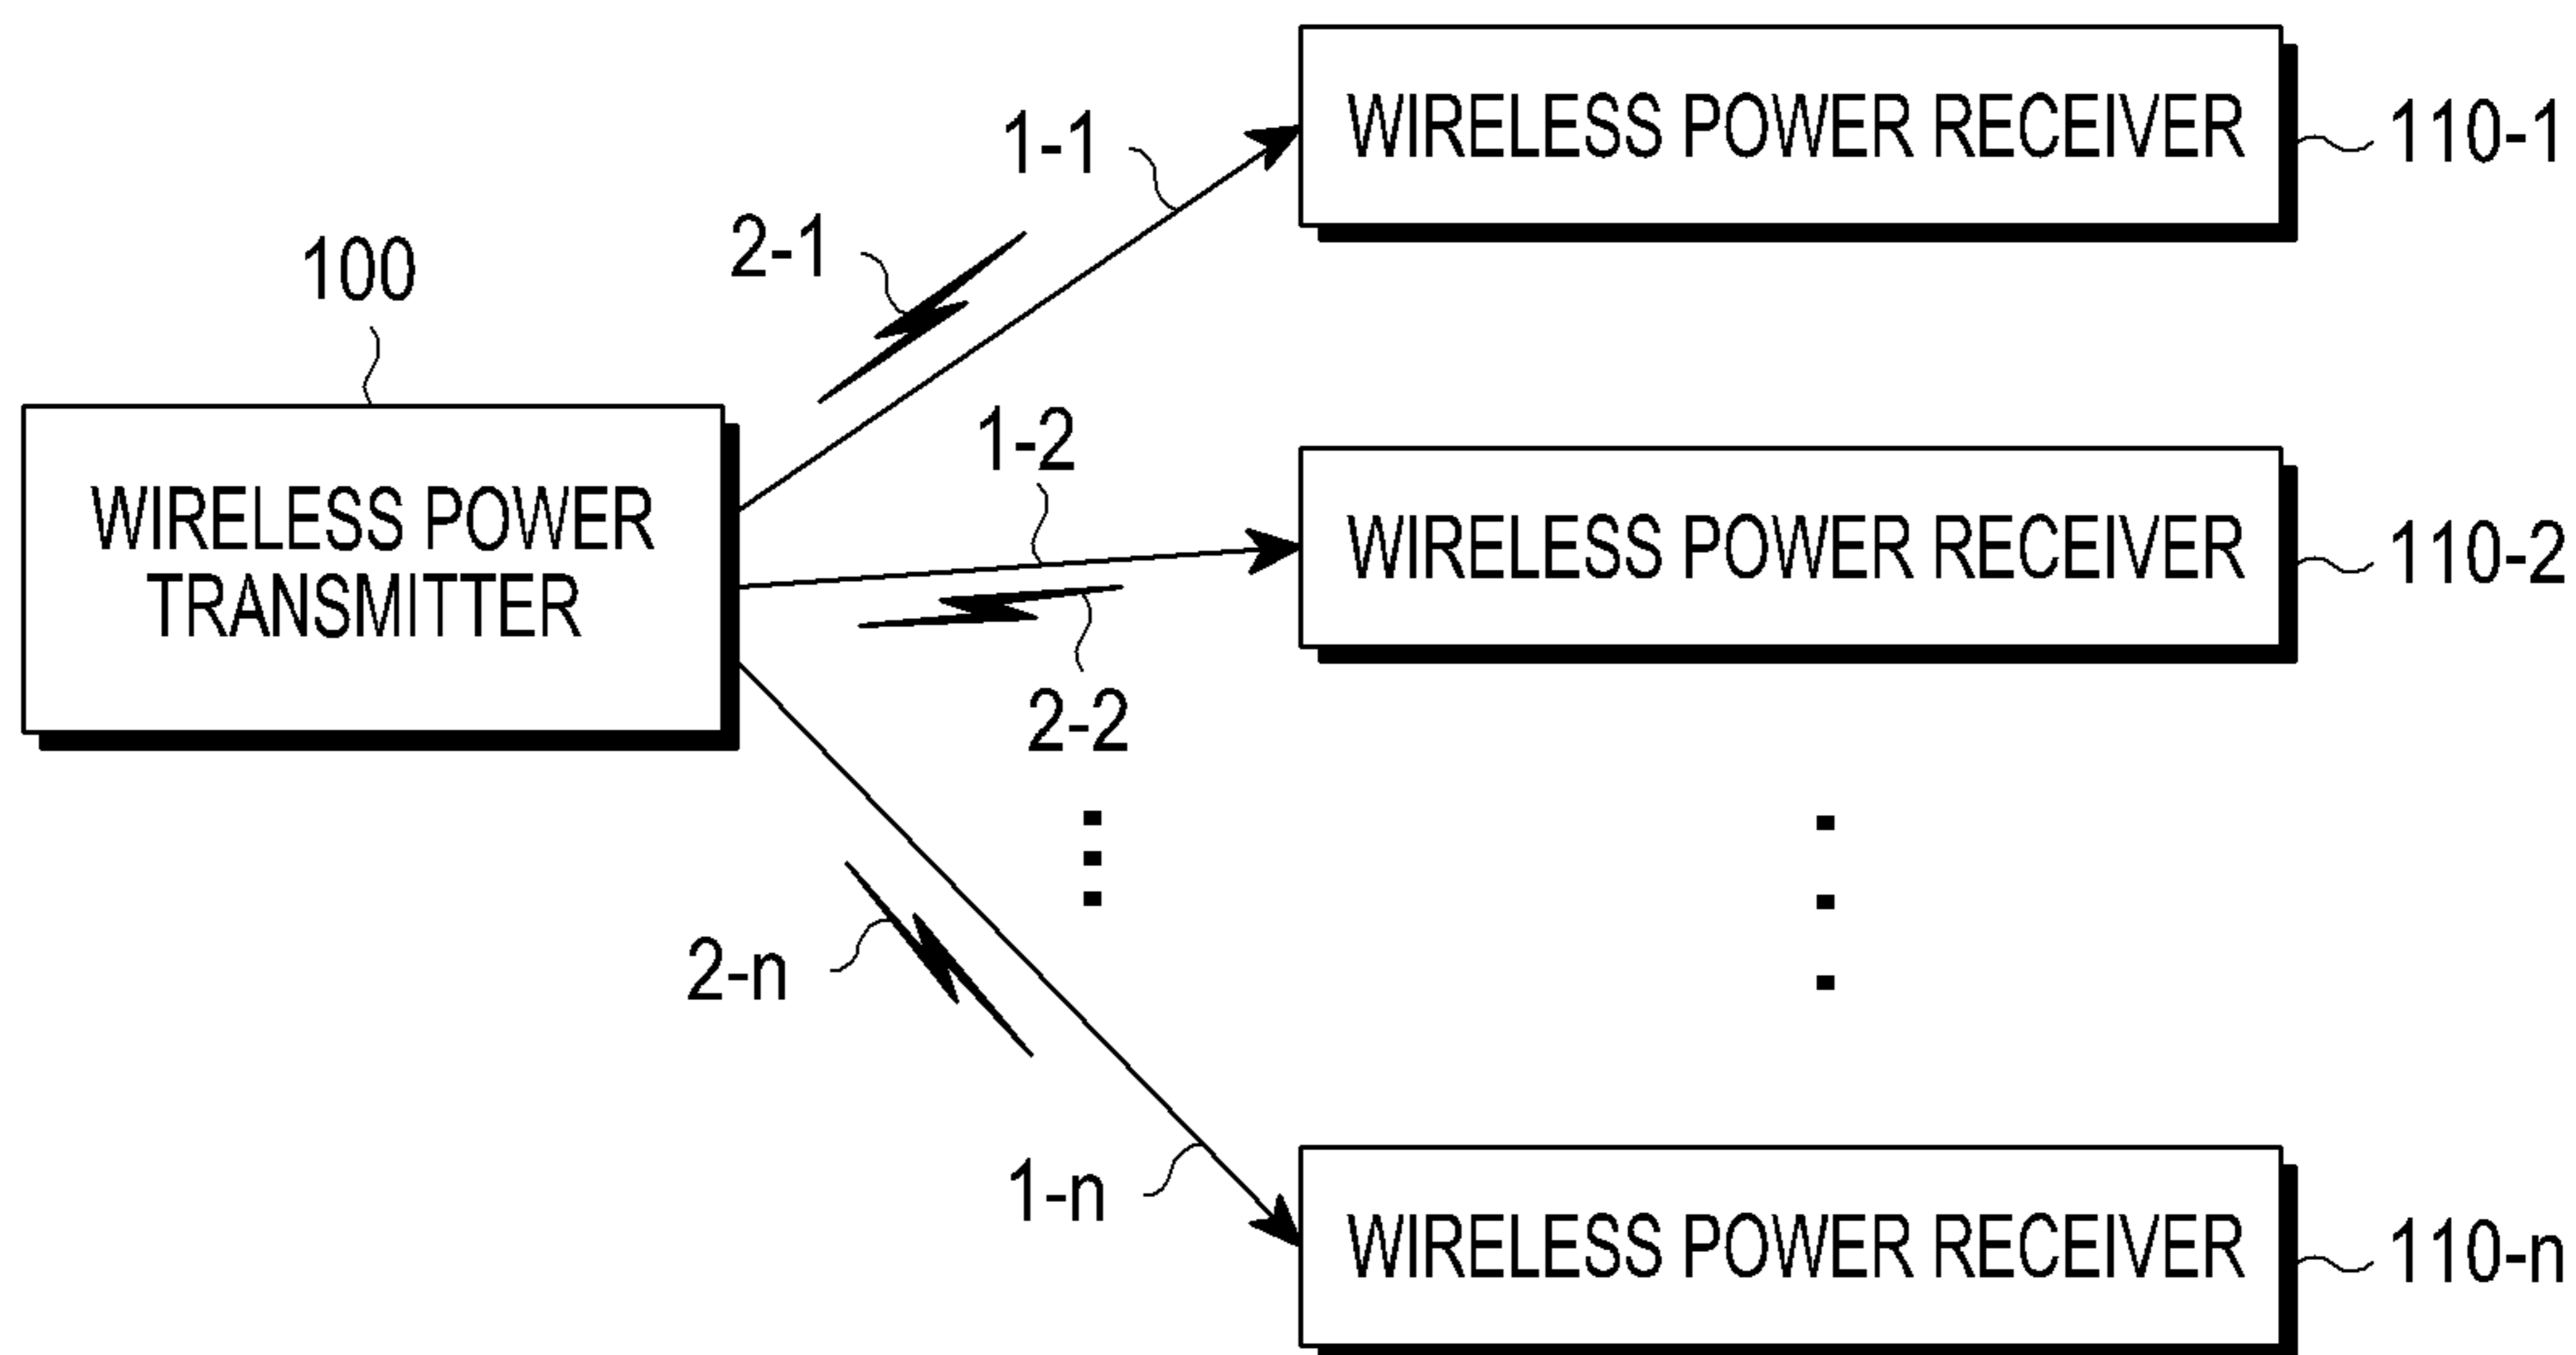 WIRELESS POWER RECEIVER
110-1
1-1
2-1
100
WIRELESS POWER
TRANSMITTER
1-2
WIRELESS POWER RECEIVER
110-2
2-2
2-n
1-n
WIRELESS POWER RECEIVER
110-n